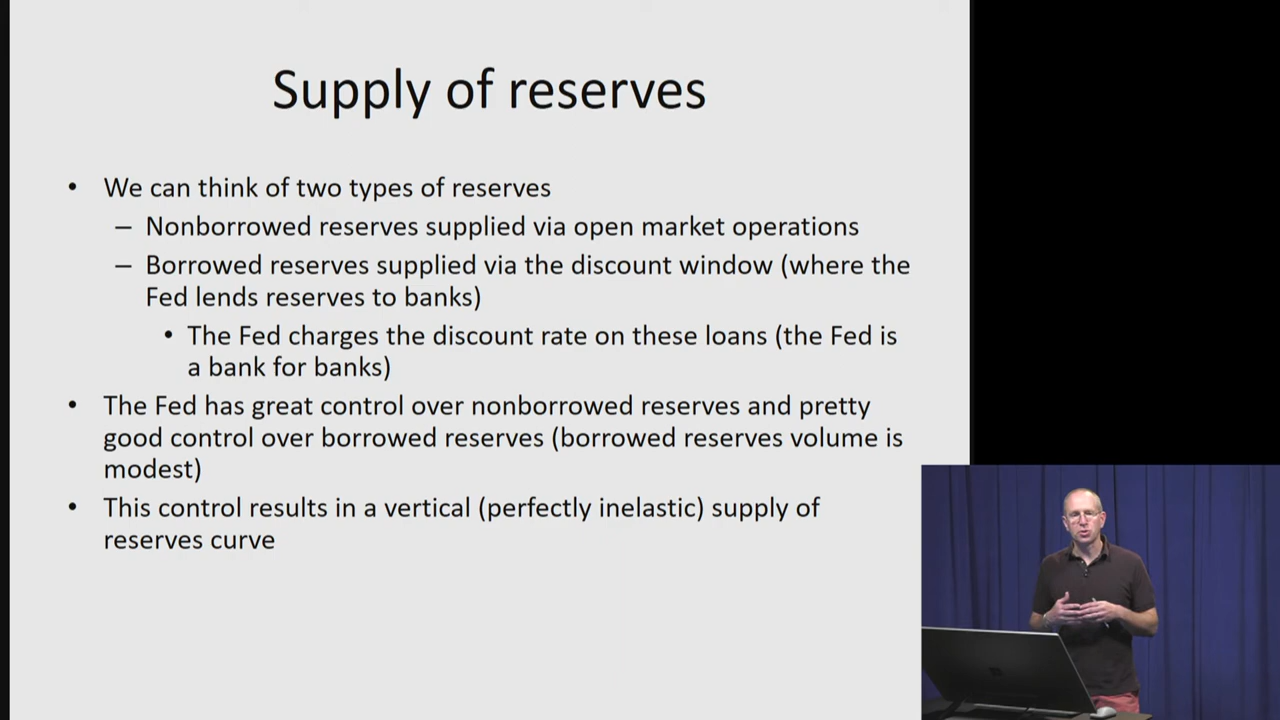 Supply of reserves
• We can think of two types of reserves
– Nonborrowed reserves supplied via open market operations
– Borrowed reserves supplied via the discount window (where the
Fed lends reserves to banks)
• The Fed charges the discount rate on these loans (the Fed is
a bank for banks)
• The Fed has great control over nonborrowed reserves and pretty
good control over borrowed reserves (borrowed reserves volume is
modest)
• This control results in a vertical (perfectly inelastic) supply of
reserves curve